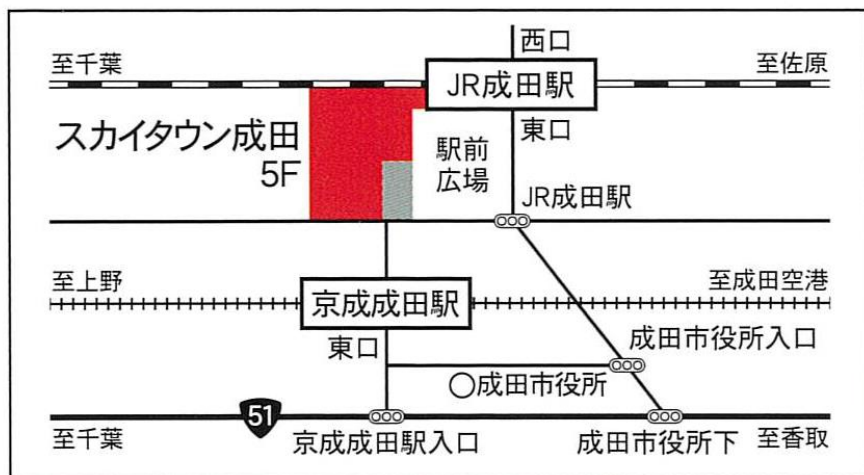 西口
至千葉
至佐原
JR成田駅
スカイタウン成田
5F
東口
駅前
広場
JR成田駅
至上野
至成田空港
京成成田駅
東口
成田市役所入口
○成田市役所
51
至千葉
京成成田駅入口
成田市役所下
至香取